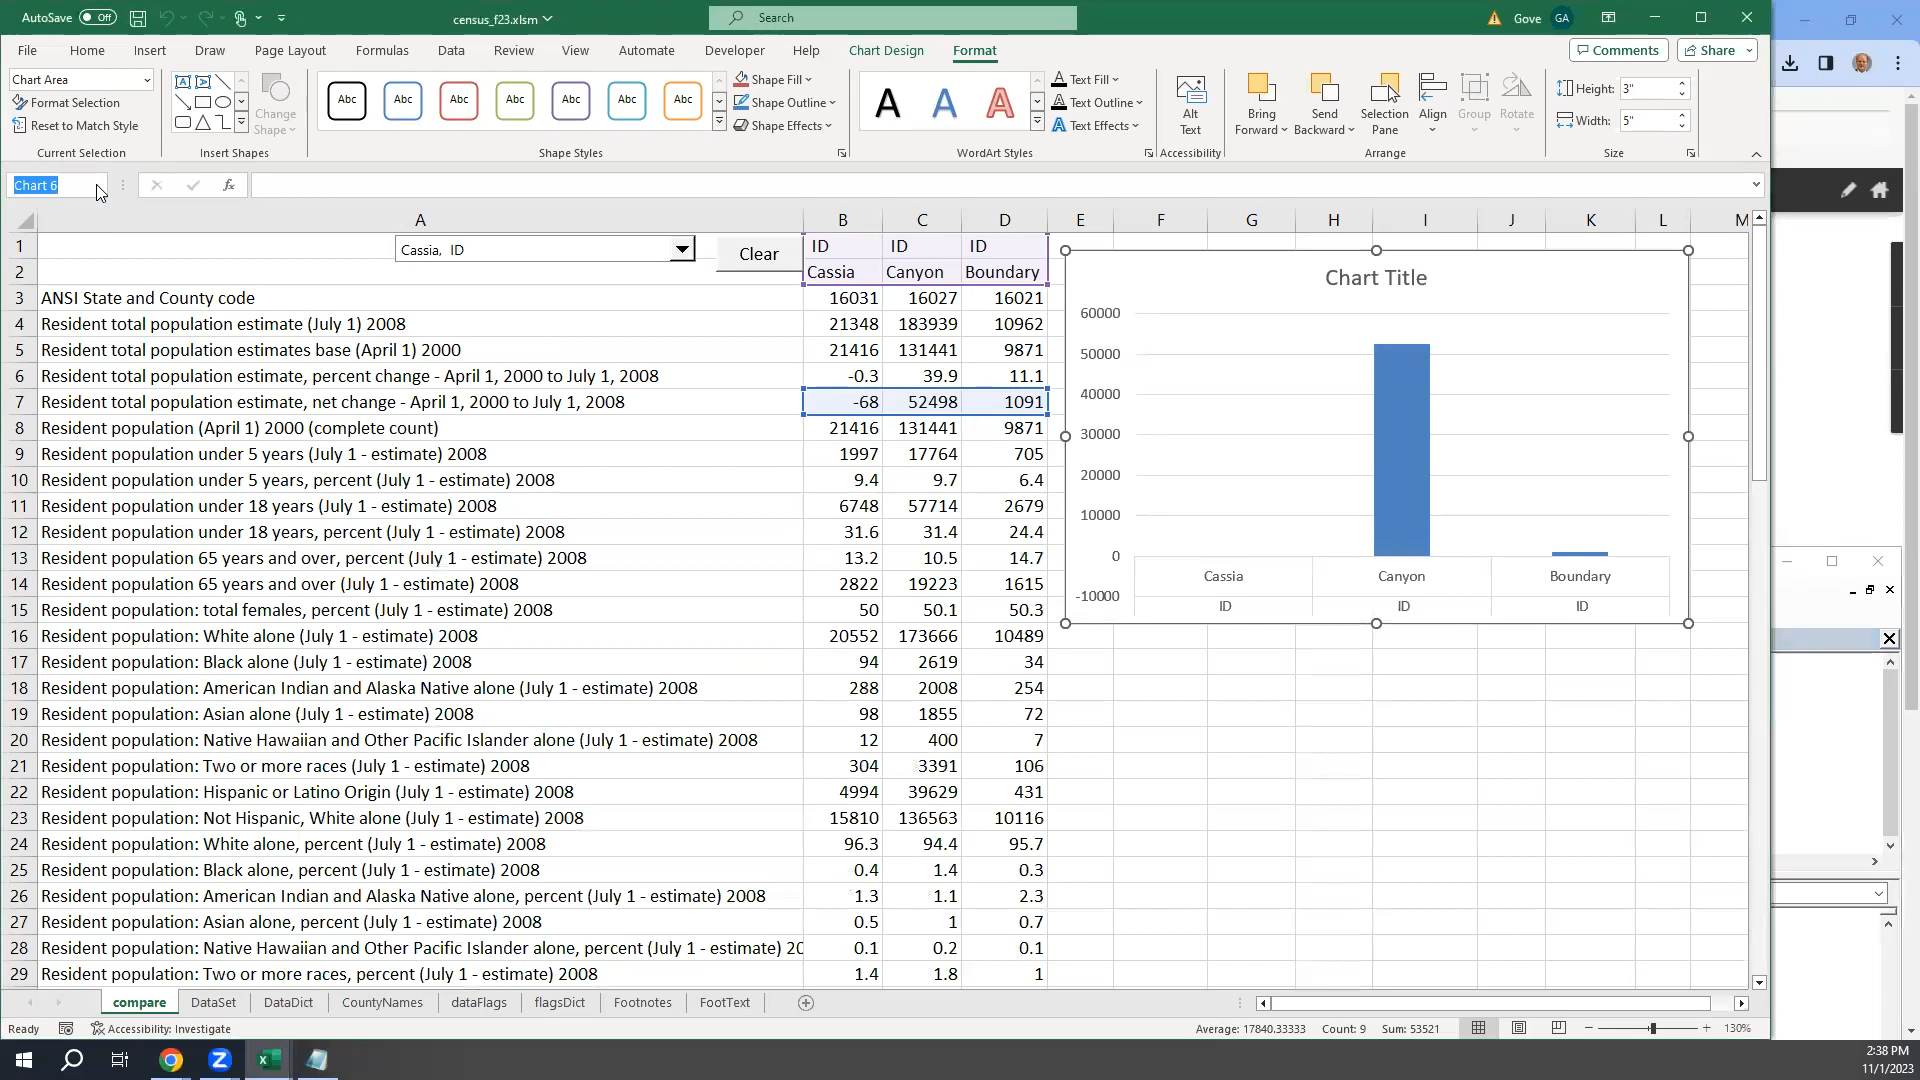 AutoSave Off census_f23.xlsm Search Gove GA
File Home Insert Draw Page Layout Formulas Data Review View Automate Developer Help Chart Design Format Comments Share
Chart Area
Format Selection
Reset to Match Style
Current Selection
Change
Shape
Insert Shapes
Abc Abc Abc Abc Abc Abc Abc
Shape Fill
Shape Outline
Shape Effects
Shape Styles
A A A
Text Fill
Text Outline
Text Effects
WordArt Styles
Alt
Text
Accessibility
Bring
Forward
Send
Backward
Selection
Pane
Align
Group
Rotate
Arrange
Height: 3"
Width: 5"
Size
Chart 6 fx
A B C D E F G H I J K L M
Cassia, ID
Clear
1 ID ID ID
2 Cassia Canyon Boundary
3 ANSI State and County code 16031 16027 16021
4 Resident total population estimate (July 1) 2008 21348 183939 10962
5 Resident total population estimates base (April 1) 2000 21416 131441 9871
6 Resident total population estimate, percent change - April 1, 2000 to July 1, 2008 -0.3 39.9 11.1
7 Resident total population estimate, net change - April 1, 2000 to July 1, 2008 -68 52498 1091
8 Resident population (April 1) 2000 (complete count) 21416 131441 9871
9 Resident population under 5 years (July 1 - estimate) 2008 1997 17764 705
10 Resident population under 5 years, percent (July 1 - estimate) 2008 9.4 9.7 6.4
11 Resident population under 18 years (July 1 - estimate) 2008 6748 57714 2679
12 Resident population under 18 years, percent (July 1 - estimate) 2008 31.6 31.4 24.4
13 Resident population 65 years and over, percent (July 1 - estimate) 2008 13.2 10.5 14.7
14 Resident population 65 years and over (July 1 - estimate) 2008 2822 19223 1615
15 Resident population: total females, percent (July 1 - estimate) 2008 50 50.1 50.3
16 Resident population: White alone (July 1 - estimate) 2008 20552 173666 10489
17 Resident population: Black alone (July 1 - estimate) 2008 94 2619 34
18 Resident population: American Indian and Alaska Native alone (July 1 - estimate) 2008 288 2008 254
19 Resident population: Asian alone (July 1 - estimate) 2008 98 1855 72
20 Resident population: Native Hawaiian and Other Pacific Islander alone (July 1 - estimate) 2008 12 400 7
21 Resident population: Two or more races (July 1 - estimate) 2008 304 3391 106
22 Resident population: Hispanic or Latino Origin (July 1 - estimate) 2008 4994 39629 431
23 Resident population: Not Hispanic, White alone (July 1 - estimate) 2008 15810 136563 10116
24 Resident population: White alone, percent (July 1 - estimate) 2008 96.3 94.4 95.7
25 Resident population: Black alone, percent (July 1 - estimate) 2008 0.4 1.4 0.3
26 Resident population: American Indian and Alaska Native alone, percent (July 1 - estimate) 2008 1.3 1.1 2.3
27 Resident population: Asian alone, percent (July 1 - estimate) 2008 0.5 1 0.7
28 Resident population: Native Hawaiian and Other Pacific Islander alone, percent (July 1 - estimate) 20 0.1 0.2 0.1
29 Resident population: Two or more races, percent (July 1 - estimate) 2008 1.4 1.8 1
Chart Title
60000
50000
40000
30000
20000
10000
0
-10000
Cassia Canyon Boundary
ID ID ID
compare DataSet DataDict CountyNames dataFlags flagsDict Footnotes FootText
Ready Accessibility: Investigate Average: 17840.33333 Count: 9 Sum: 53521 130%
2:38 PM
11/1/2023